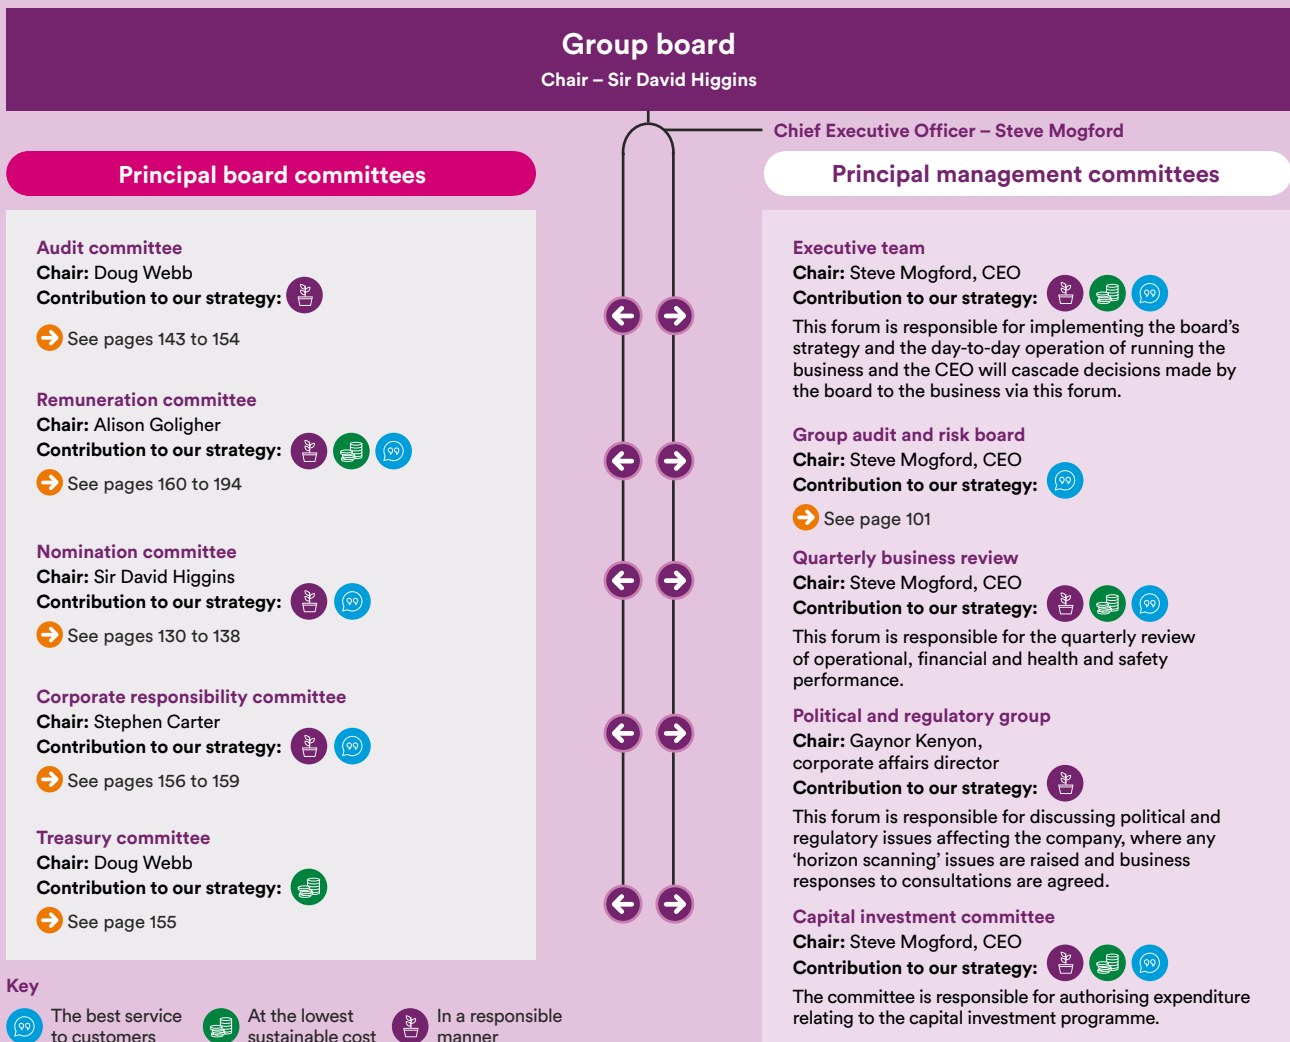 Group board
Chair – Sir David Higgins
Chief Executive Officer – Steve Mogford
Principal board committees
Audit committee
Chair: Doug Webb
Contribution to our strategy:
See pages 143 to 154
Remuneration committee
Chair: Alison Goligher
Contribution to our strategy:
See pages 160 to 194
Nomination committee
Chair: Sir David Higgins
Contribution to our strategy:
See pages 130 to 138
Corporate responsibility committee
Chair: Stephen Carter
Contribution to our strategy:
See pages 156 to 159
Treasury committee
Chair: Doug Webb
Contribution to our strategy:
See page 155
Principal management committees
Executive team
Chair: Steve Mogford, CEO
Contribution to our strategy:
This forum is responsible for implementing the board’s
strategy and the day-to-day operation of running the
business and the CEO will cascade decisions made by
the board to the business via this forum.
Group audit and risk board
Chair: Steve Mogford, CEO
Contribution to our strategy:
See page 101
Quarterly business review
Chair: Steve Mogford, CEO
Contribution to our strategy:
This forum is responsible for the quarterly review
of operational, financial and health and safety
performance.
Political and regulatory group
Chair: Gaynor Kenyon,
corporate affairs director
Contribution to our strategy:
This forum is responsible for discussing political and
regulatory issues affecting the company, where any
‘horizon scanning’ issues are raised and business
responses to consultations are agreed.
Capital investment committee
Chair: Steve Mogford, CEO
Contribution to our strategy:
The committee is responsible for authorising expenditure
relating to the capital investment programme.
Key
The best service
to customers
At the lowest
sustainable cost
In a responsible
manner